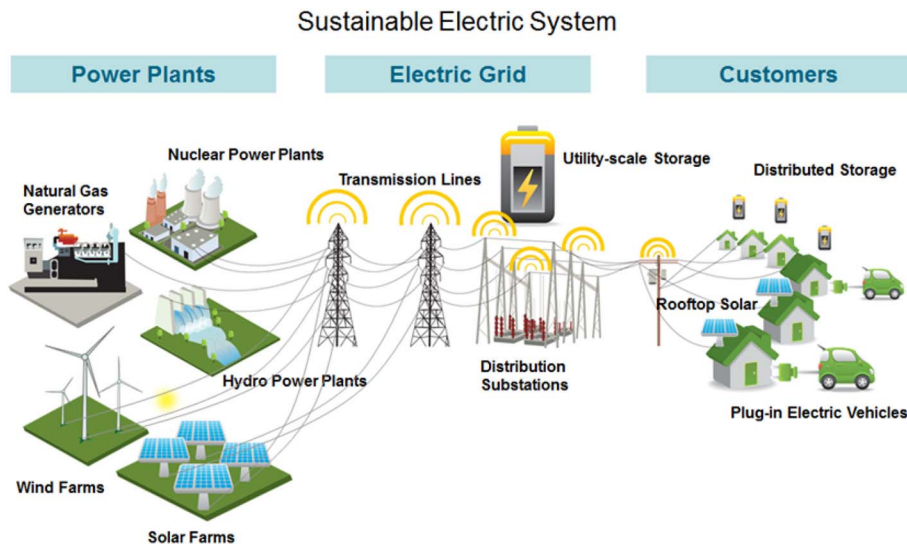 Sustainable Electric System
Power Plants
Electric Grid
Customers
Nuclear Power Plants
Natural Gas
Generators
Transmission Lines
Utility-scale Storage
Distributed Storage
Rooftop Solar
Hydro Power Plants
Distribution
Substations
Plug-in Electric Vehicles
Wind Farms
Solar Farms